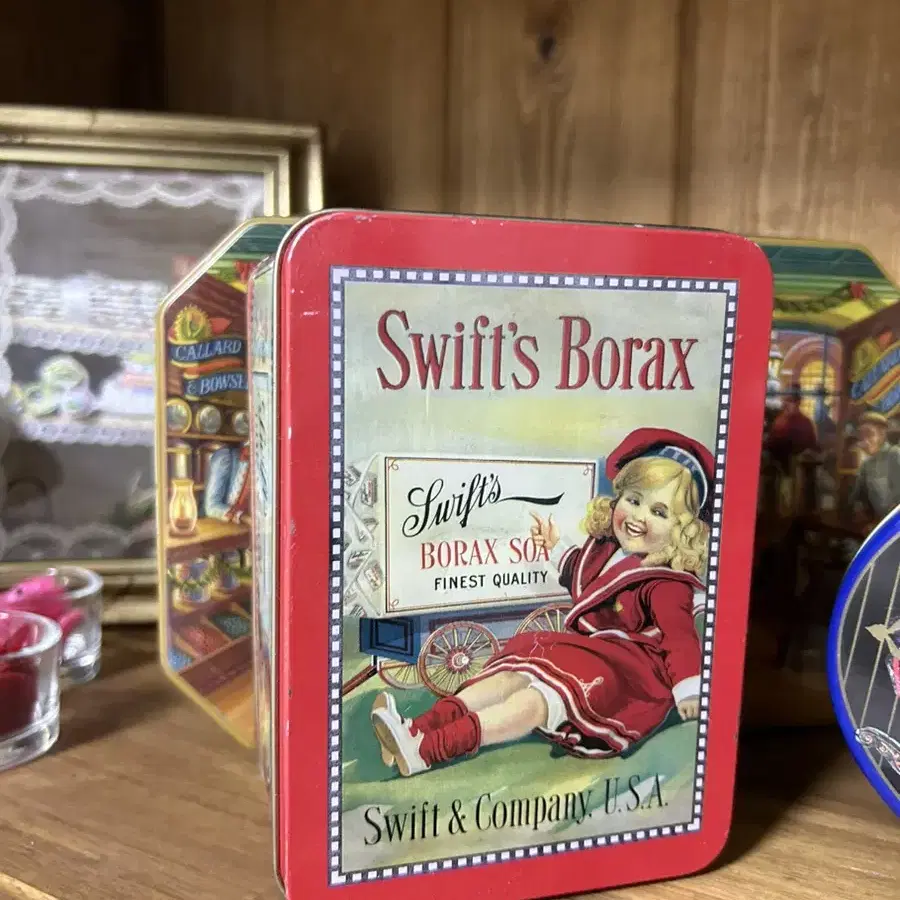 Swift's Borax
Swift's
BORAX SOA
FINEST QUALITY
Swift & Company, U.S.A.
CALLARD
& BOWSE